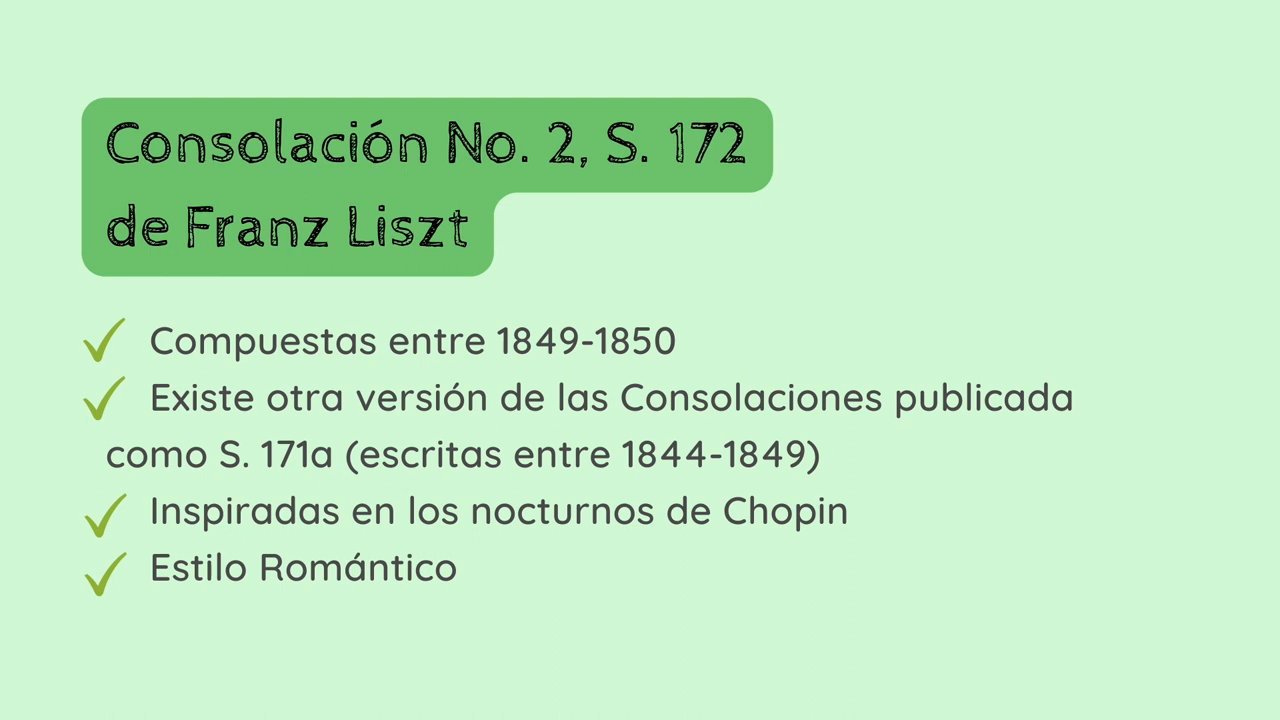 Consolación No. 2, S. 172
de Franz Liszt
Compuestas entre 1849-1850
Existe otra versión de las Consolaciones publicada
como S. 171a (escritas entre 1844-1849)
Inspiradas en los nocturnos de Chopin
Estilo Romántico